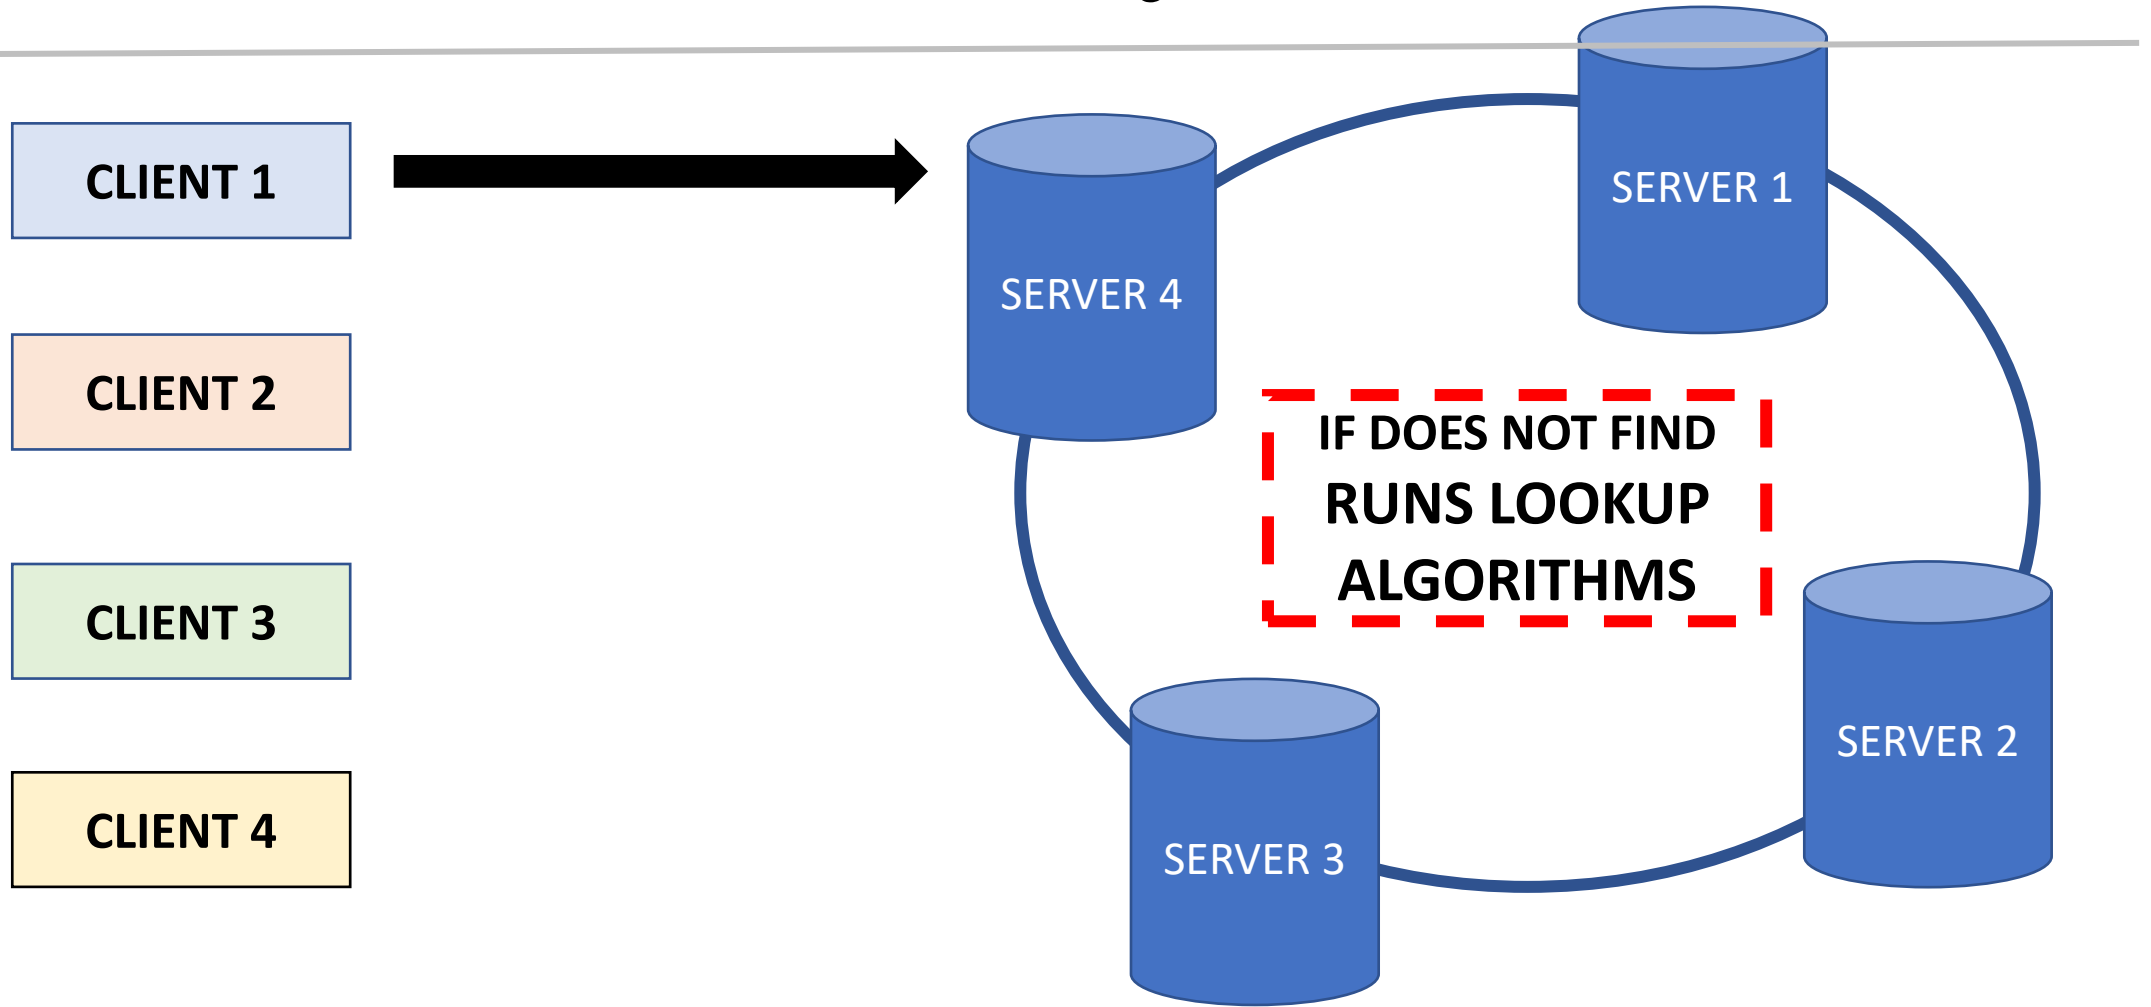 CLIENT 1
CLIENT 2
CLIENT 3
CLIENT 4
SERVER 1
SERVER 4
IF DOES NOT FIND
RUNS LOOKUP
ALGORITHMS
SERVER 2
SERVER 3